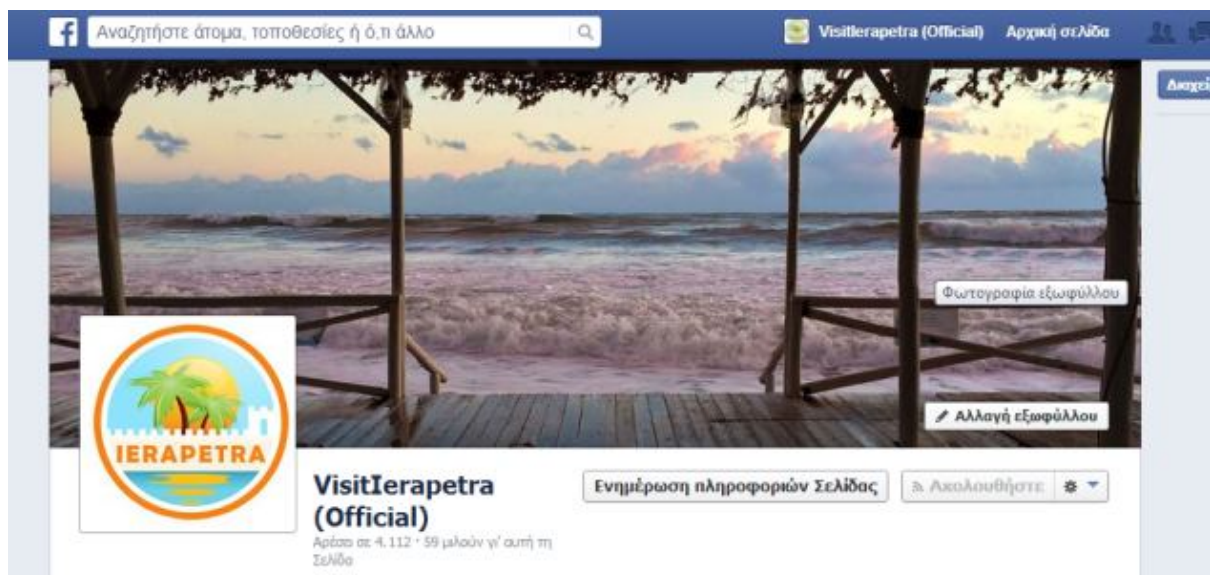 Αναζητήστε άτομα, τοποθεσίες ή ό,τι άλλο
VisitIerapetra (Official) Αρχική σελίδα
Διαχεί
Φωτογραφία εξωφύλλου
Αλλαγή εξωφύλλου
IERAPETRA
VisitIerapetra
(Official)
Ενημέρωση πληροφοριών Σελίδας
Ακολουθήστε
Αρέσει σε 4.112 · 59 μιλούν γι' αυτή τη
Σελίδα